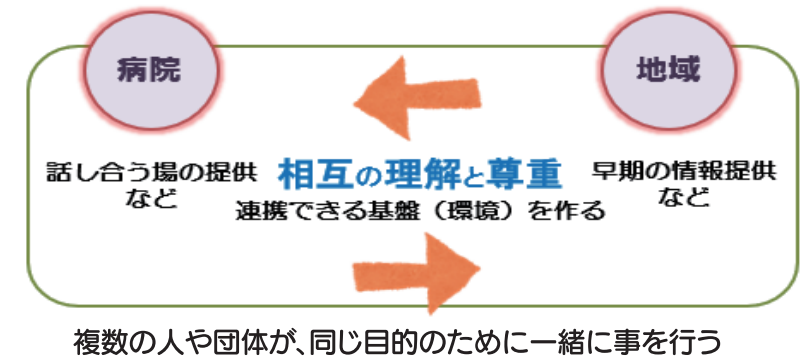 病院
地域
話し合う場の提供
など
相互の理解と尊重
連携できる基盤（環境）を作る
早期の情報提供
など
複数の人や団体が、同じ目的のために一緒に事を行う